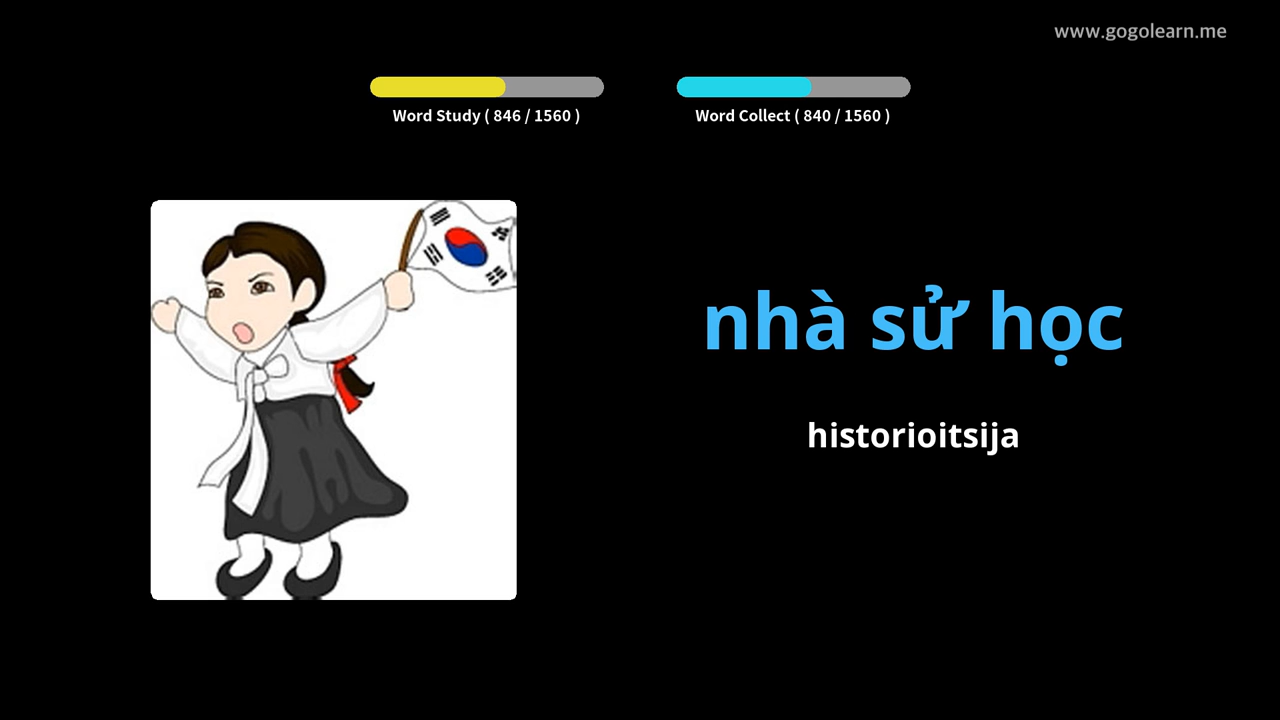 www.gogolearn.me
Word Study ( 846 / 1560 )
Word Collect ( 840 / 1560 )
nhà sử học
historioitsija